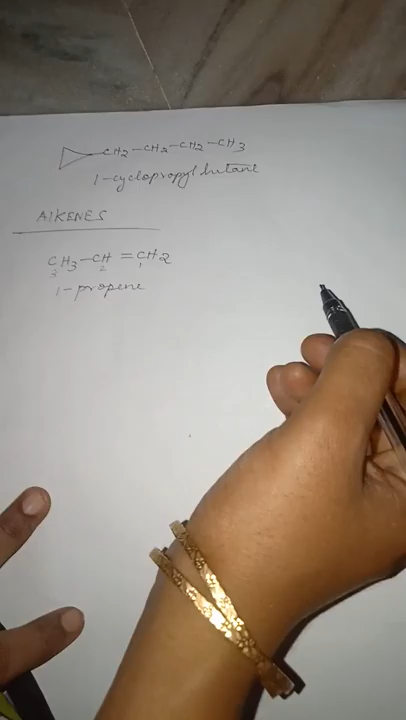 CH2-CH2-CH2-CH3
1-cyclopropyl butane
AlKENES
CH3-CH=CH2
3 2 1
1-propene